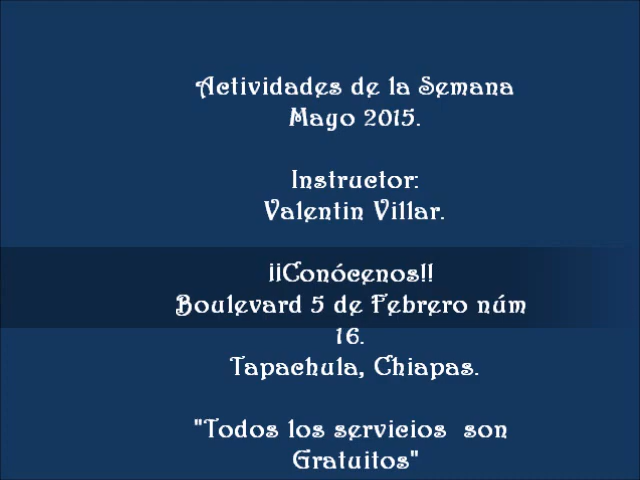 Actividades de la Semana
Mayo 2015.
Instructor:
Valentin Villar.
¡¡Conócenos!!
Boulevard 5 de Febrero núm
16.
Tapachula, Chiapas.
"Todos los servicios son
Gratuitos"